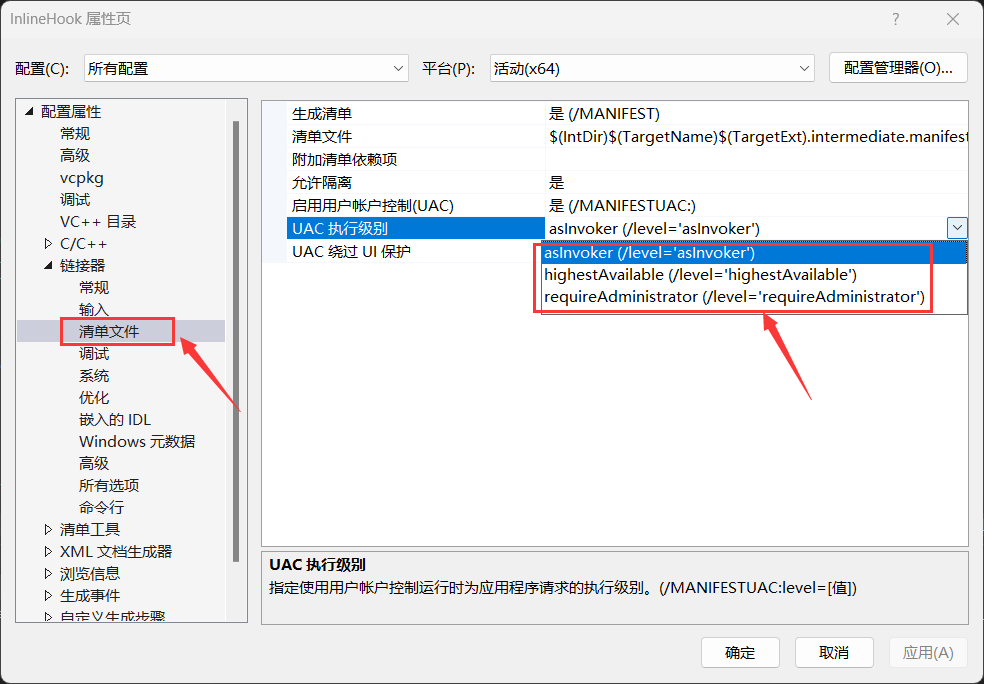 InlineHook 属性页
?
配置(C):
所有配置
平台(P):
活动(x64)
配置管理器(O)...
配置属性
常规
高级
vcpkg
调试
VC++ 目录
C/C++
链接器
常规
输入
清单文件
调试
系统
优化
嵌入的 IDL
Windows 元数据
高级
所有选项
命令行
清单工具
XML 文档生成器
浏览信息
生成事件
自定义生成步骤
生成清单 是 (/MANIFEST)
清单文件 $(IntDir)$(TargetName)$(TargetExt).intermediate.manifest
附加清单依赖项
允许隔离 是
启用用户帐户控制(UAC) 是 (/MANIFESTUAC:)
UAC 执行级别 asInvoker (/level='asInvoker')
UAC 绕过 UI 保护
asInvoker (/level='asInvoker')
highestAvailable (/level='highestAvailable')
requireAdministrator (/level='requireAdministrator')
UAC 执行级别
指定使用用户帐户控制运行时为应用程序请求的执行级别。(/MANIFESTUAC:level=[值])
确定
取消
应用(A)